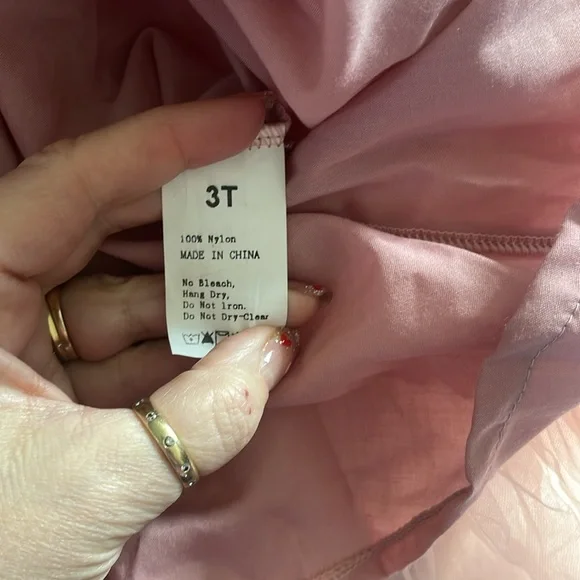 3T
100% Nylon
MADE IN CHINA
No Bleach,
Hang Dry,
Do Not Iron.
Do Not Dry-Clean